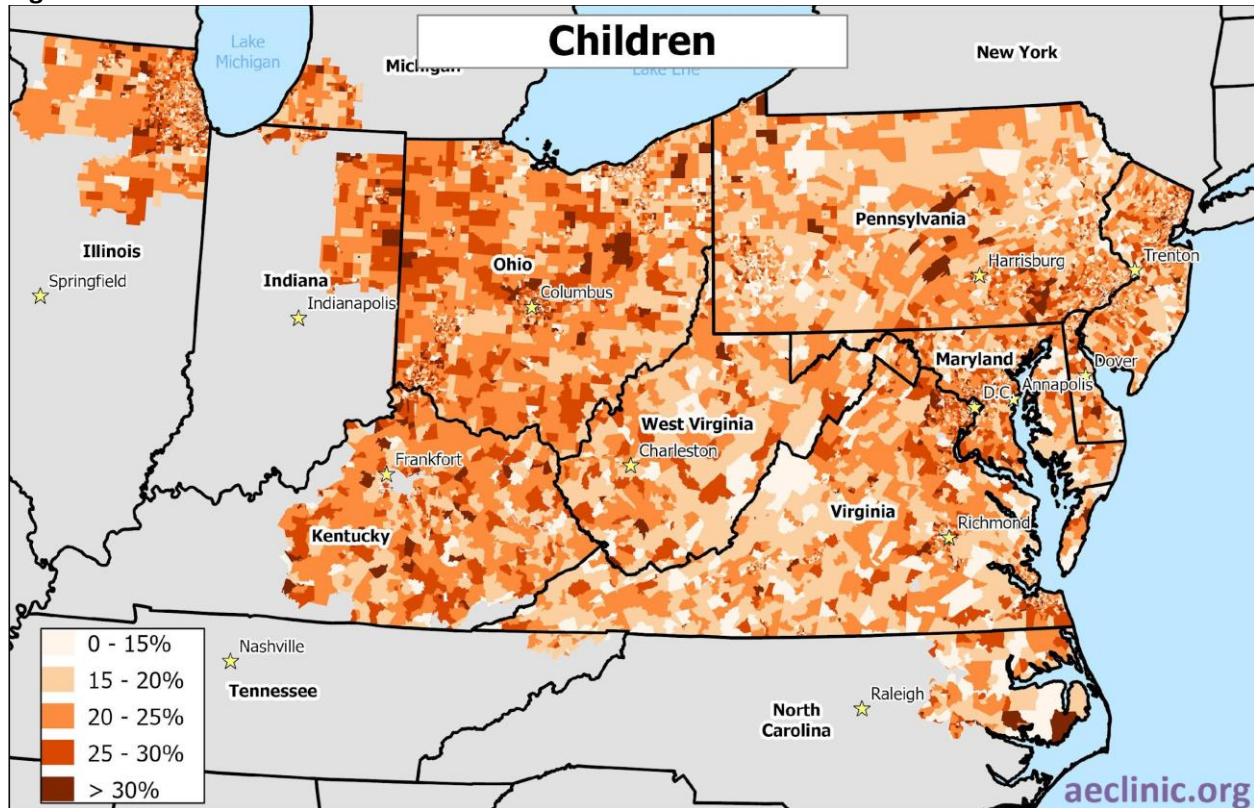 Children
Lake
Michigan
Michigan
Lake Erie
New York
Pennsylvania
Illinois
Springfield
Indiana
Indianapolis
Ohio
Columbus
Harrisburg
Trenton
Maryland
Dover
D.C.
Annapolis
West Virginia
Charleston
Frankfort
Kentucky
Virginia
Richmond
0 - 15%
15 - 20%
20 - 25%
25 - 30%
> 30%
Nashville
Tennessee
Raleigh
North
Carolina
aeclinic.org